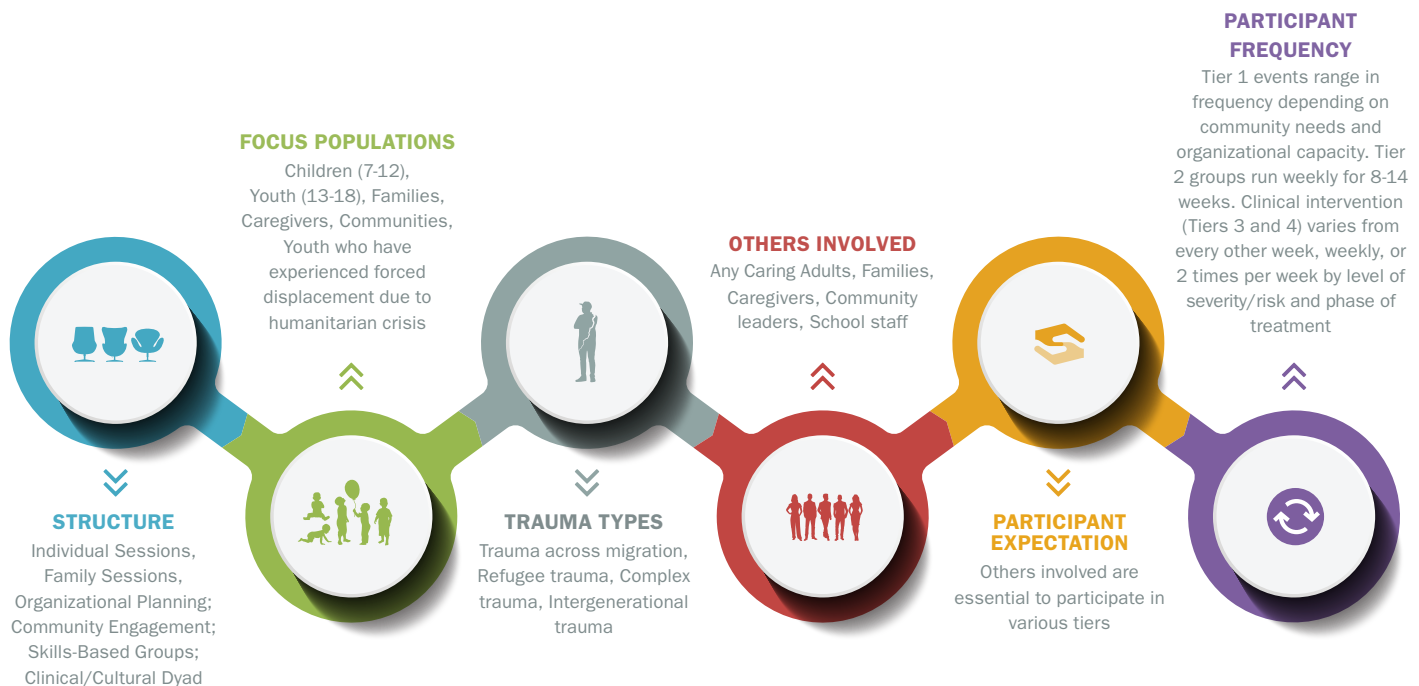 STRUCTURE
Individual Sessions,
Family Sessions,
Organizational Planning;
Community Engagement;
Skills-Based Groups;
Clinical/Cultural Dyad
FOCUS POPULATIONS
Children (7-12),
Youth (13-18), Families,
Caregivers, Communities,
Youth who have
experienced forced
displacement due to
humanitarian crisis
TRAUMA TYPES
Trauma across migration,
Refugee trauma, Complex
trauma, Intergenerational
trauma
OTHERS INVOLVED
Any Caring Adults, Families,
Caregivers, Community
leaders, School staff
PARTICIPANT
EXPECTATION
Others involved are
essential to participate in
various tiers
PARTICIPANT
FREQUENCY
Tier 1 events range in
frequency depending on
community needs and
organizational capacity. Tier
2 groups run weekly for 8-14
weeks. Clinical intervention
(Tiers 3 and 4) varies from
every other week, weekly, or
2 times per week by level of
severity/risk and phase of
treatment